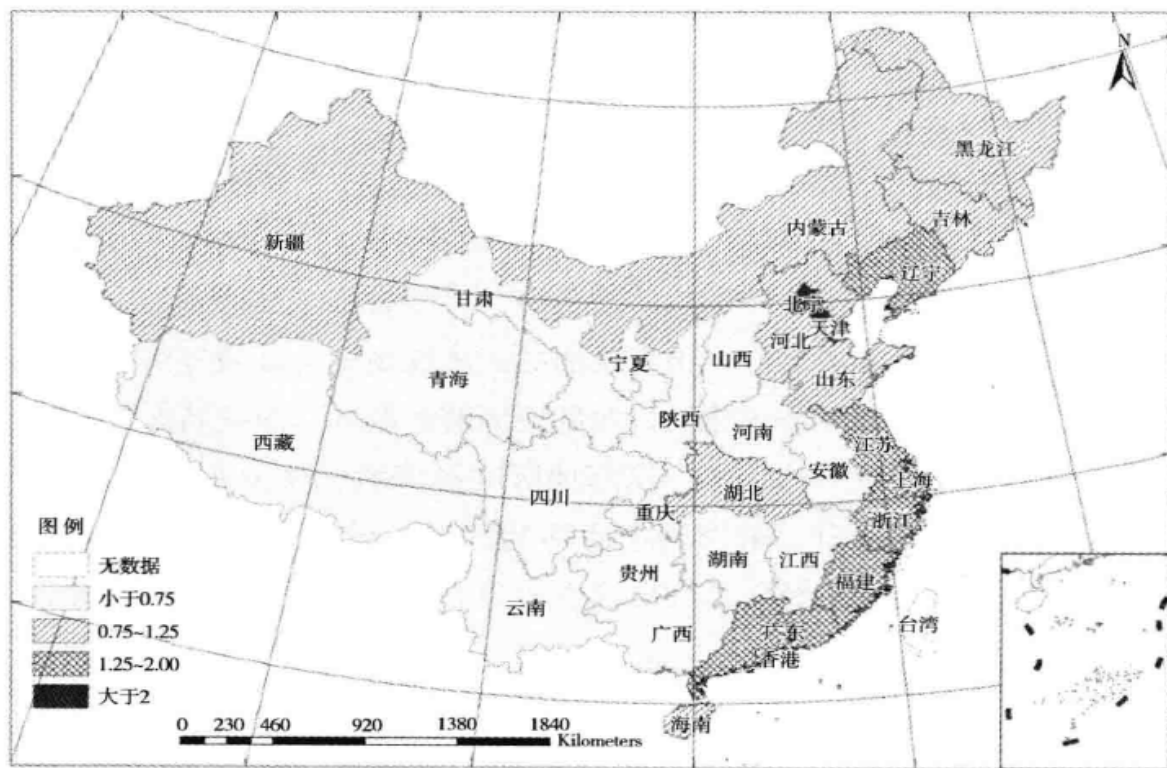 N
黑龙江
吉林
内蒙古
辽宁
新疆
甘肃
北京
天津
河北
宁夏
山西
山东
青海
陕西
河南
江苏
西藏
安徽
上海
四川
湖北
重庆
浙江
图 例
无数据
小于0.75
0.75~1.25
1.25~2.00
大于2
贵州
湖南
江西
福建
云南
广西
广东
台湾
香港
海南
0 230 460 920 1380 1840
Kilometers